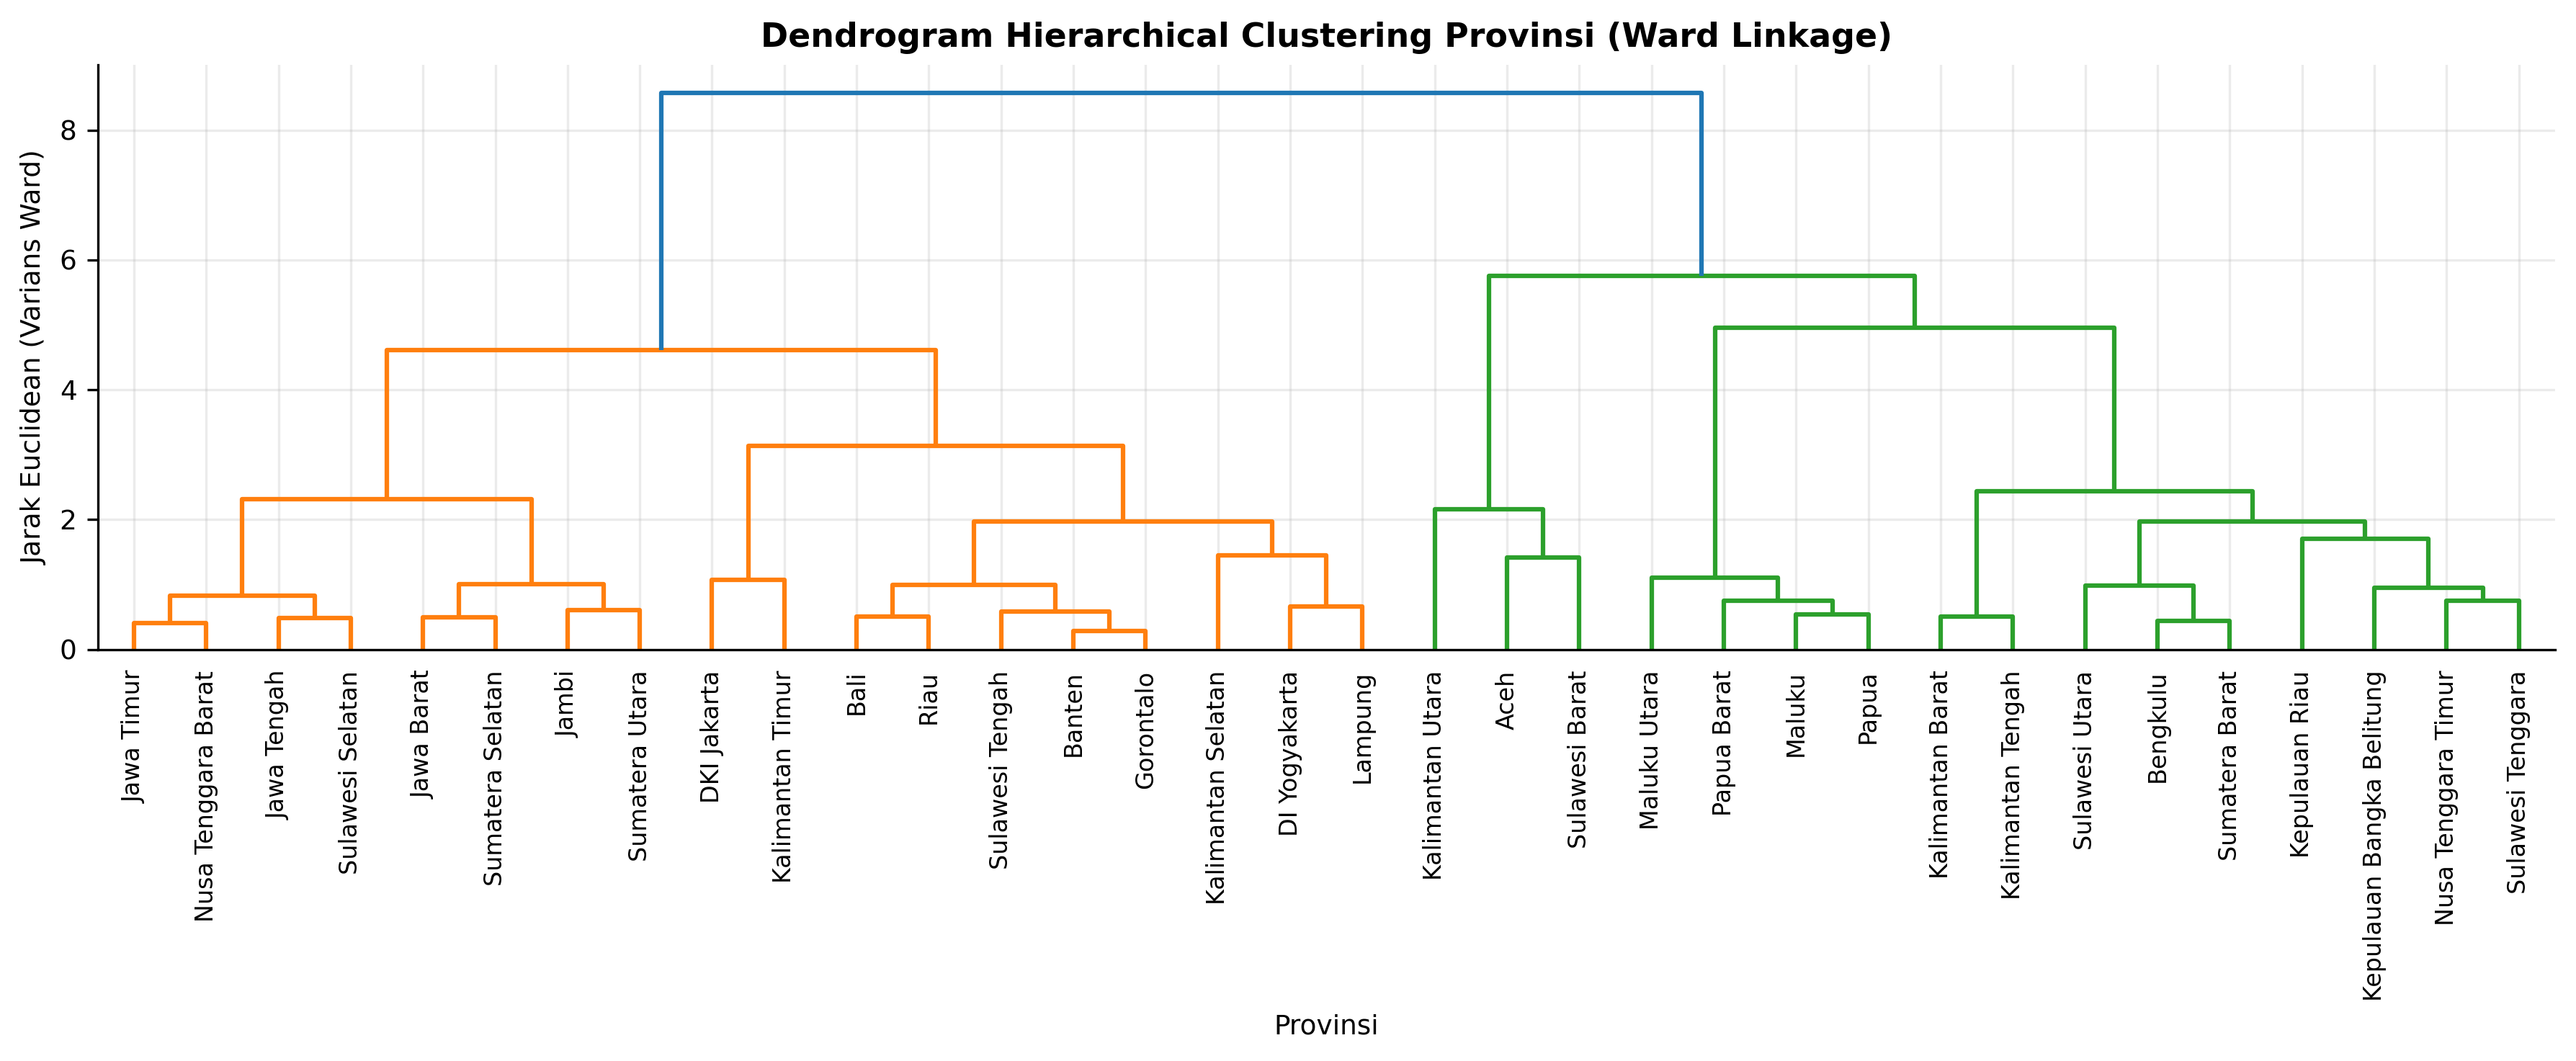 Dendrogram Hierarchical Clustering Provinsi (Ward Linkage)
Jarak Euclidean (Varians Ward)
8
6
4
2
0
Jawa Timur
Nusa Tenggara Barat
Jawa Tengah
Sulawesi Selatan
Jawa Barat
Sumatera Selatan
Jambi
Sumatera Utara
DKI Jakarta
Kalimantan Timur
Bali
Riau
Sulawesi Tengah
Banten
Gorontalo
Kalimantan Selatan
DI Yogyakarta
Lampung
Kalimantan Utara
Aceh
Sulawesi Barat
Maluku Utara
Papua Barat
Maluku
Papua
Kalimantan Barat
Kalimantan Tengah
Sulawesi Utara
Bengkulu
Sumatera Barat
Kepulauan Riau
Kepulauan Bangka Belitung
Nusa Tenggara Timur
Sulawesi Tenggara
Provinsi